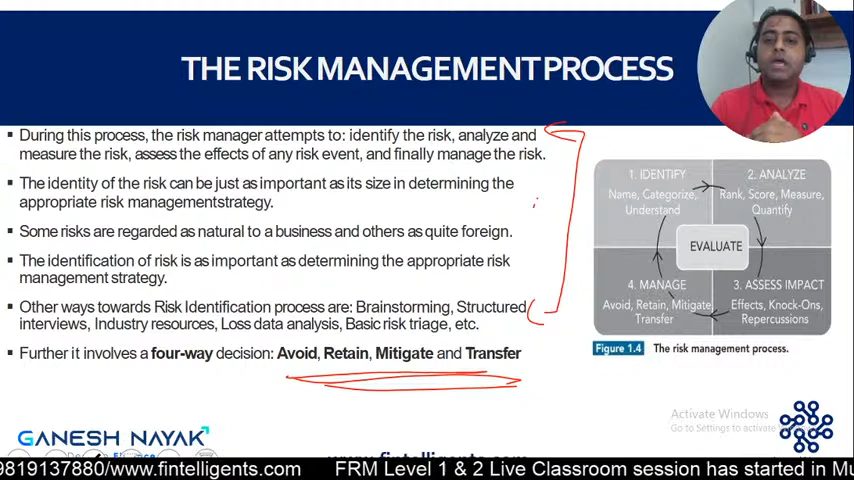 THE RISK MANAGEMENT PROCESS
▪ During this process, the risk manager attempts to: identify the risk, analyze and
measure the risk, assess the effects of any risk event, and finally manage the risk.
▪ The identity of the risk can be just as important as its size in determining the
appropriate risk managementstrategy.
▪ Some risks are regarded as natural to a business and others as quite foreign.
▪ The identification of risk is as important as determining the appropriate risk
management strategy.
▪ Other ways towards Risk Identification process are: Brainstorming, Structured
interviews, Industry resources, Loss data analysis, Basic risk triage, etc.
▪ Further it involves a four-way decision: Avoid, Retain, Mitigate and Transfer
1. IDENTIFY
Name, Categorize,
Understand
2. ANALYZE
Rank, Score, Measure,
Quantify
EVALUATE
4. MANAGE
Avoid, Retain, Mitigate,
Transfer
3. ASSESS IMPACT
Effects, Knock-Ons,
Repercussions
Figure 1.4 The risk management process.
Activate Windows
Go to Settings to activate
GANESH NAYAK
www.fintelligents.com
9819137880/www.fintelligents.com FRM Level 1 & 2 Live Classroom session has started in Mu